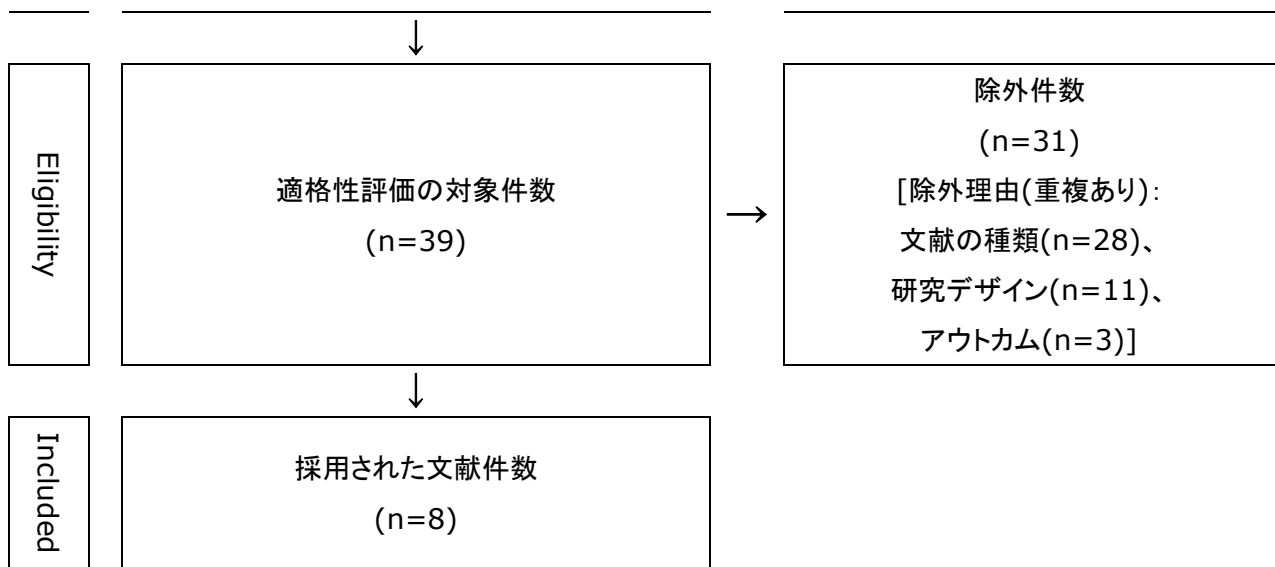 Eligibility
適格性評価の対象件数
(n=39)
除外件数
(n=31)
[除外理由(重複あり):
文献の種類(n=28)、
研究デザイン(n=11)、
アウトカム(n=3)]
Included
採用された文献件数
(n=8)